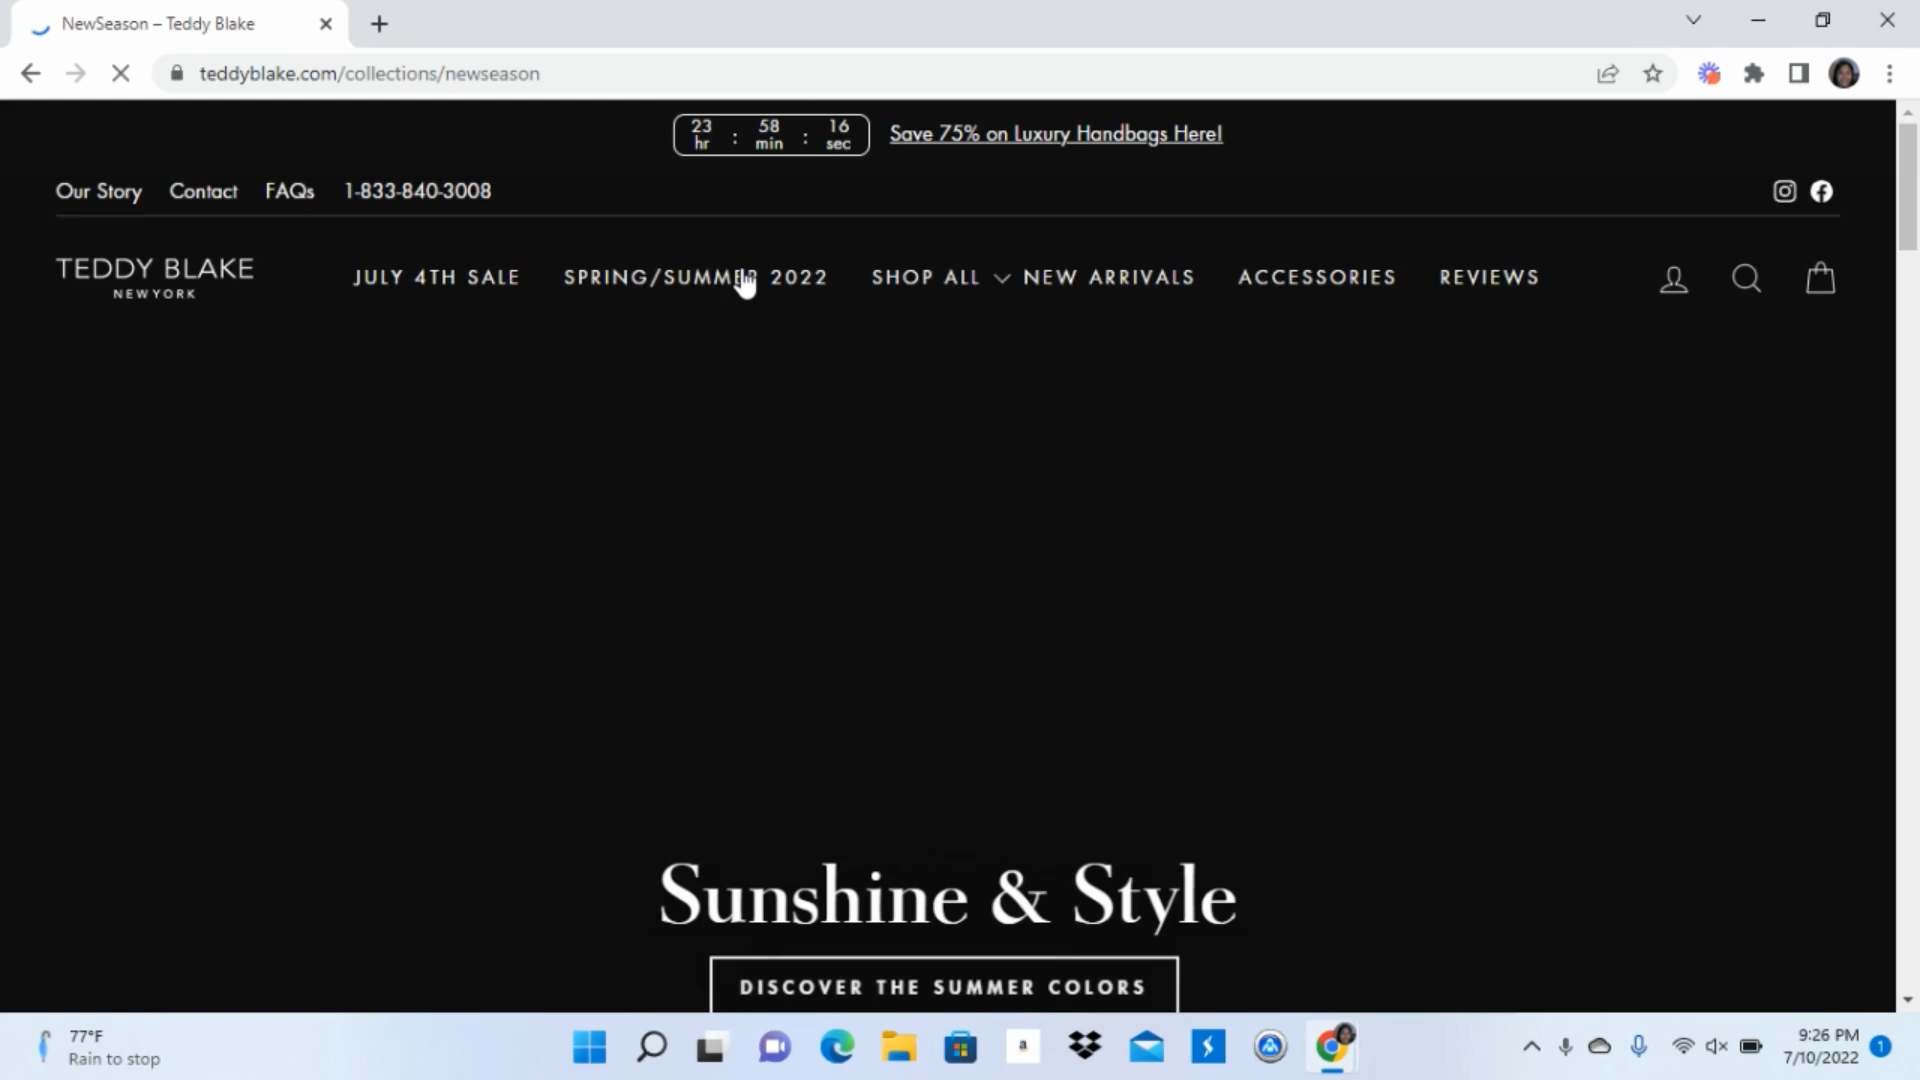 NewSeason – Teddy Blake
teddyblake.com/collections/newseason
23 hr : 58 min : 16 sec Save 75% on Luxury Handbags Here!
Our Story Contact FAQs 1-833-840-3008
TEDDY BLAKE
NEWYORK
JULY 4TH SALE SPRING/SUMMER 2022 SHOP ALL NEW ARRIVALS ACCESSORIES REVIEWS
Sunshine & Style
DISCOVER THE SUMMER COLORS
77°F
Rain to stop
a
9:26 PM
7/10/2022
1